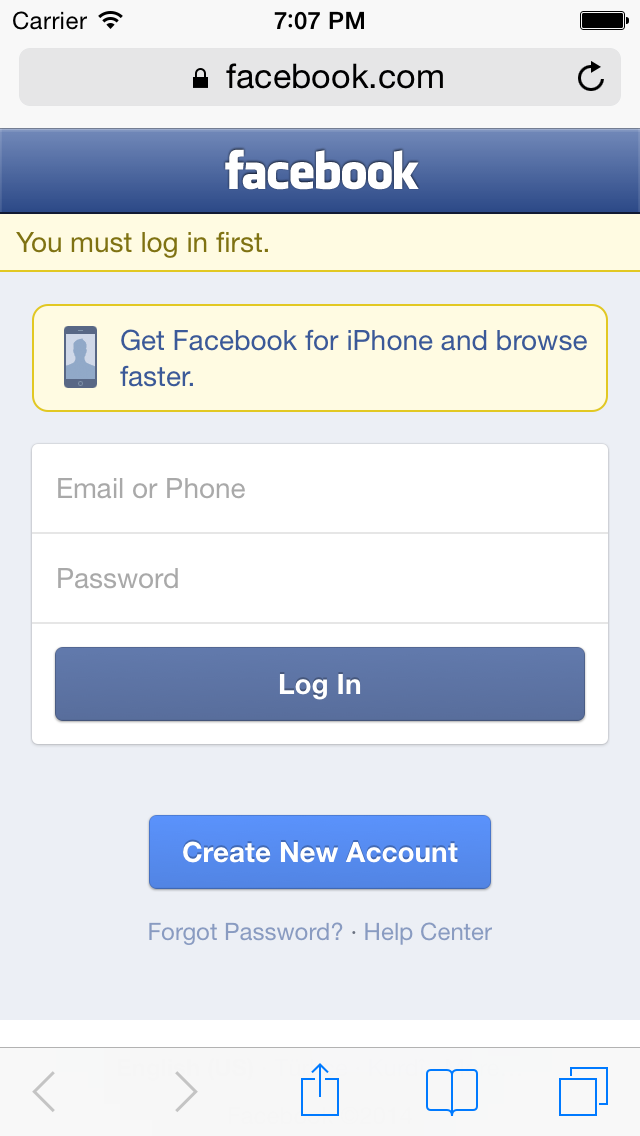 Carrier 7:07 PM
facebook.com
facebook
You must log in first.
Get Facebook for iPhone and browse
faster.
Email or Phone
Password
Log In
Create New Account
Forgot Password? · Help Center